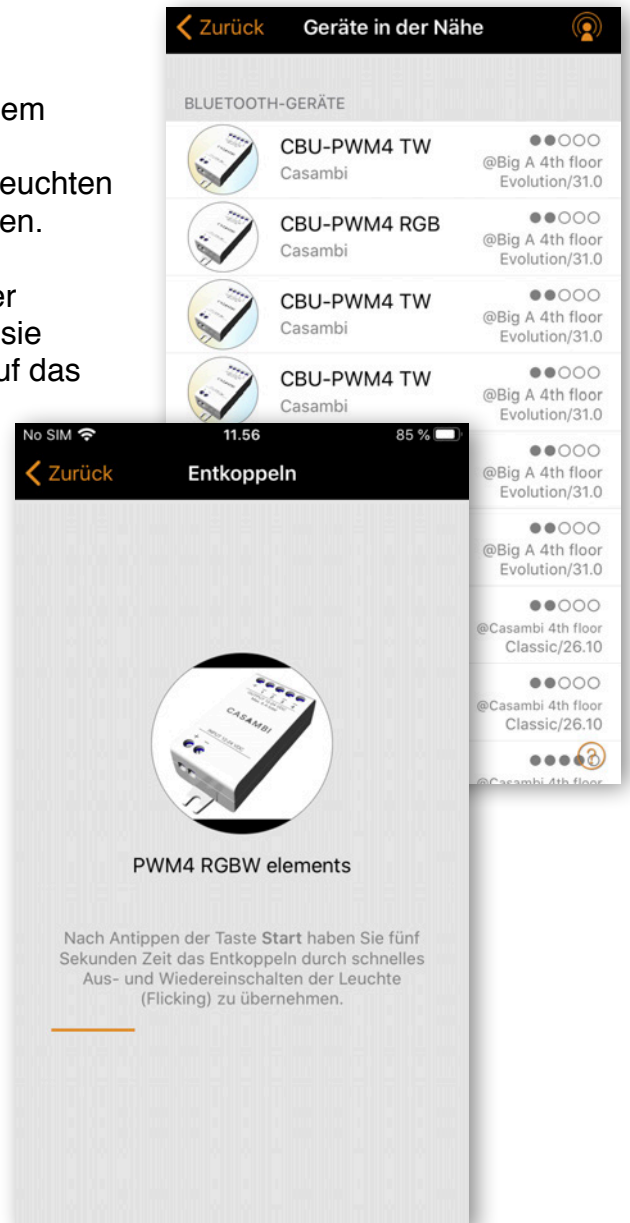 em
euchten
en.
er
sie
uf das
Zurück Geräte in der Nähe
BLUETOOTH-GERÄTE
CBU-PWM4 TW
Casambi
@Big A 4th floor
Evolution/31.0
CBU-PWM4 RGB
Casambi
@Big A 4th floor
Evolution/31.0
CBU-PWM4 TW
Casambi
@Big A 4th floor
Evolution/31.0
CBU-PWM4 TW
Casambi
@Big A 4th floor
Evolution/31.0
@Big A 4th floor
Evolution/31.0
@Big A 4th floor
Evolution/31.0
@Casambi 4th floor
Classic/26.10
@Casambi 4th floor
Classic/26.10
?
@Casambi 4th floor
No SIM 11.56 85 %
Zurück Entkoppeln
CASAMBI
PWM4 RGBW elements
Nach Antippen der Taste Start haben Sie fünf
Sekunden Zeit das Entkoppeln durch schnelles
Aus- und Wiedereinschalten der Leuchte
(Flicking) zu übernehmen.